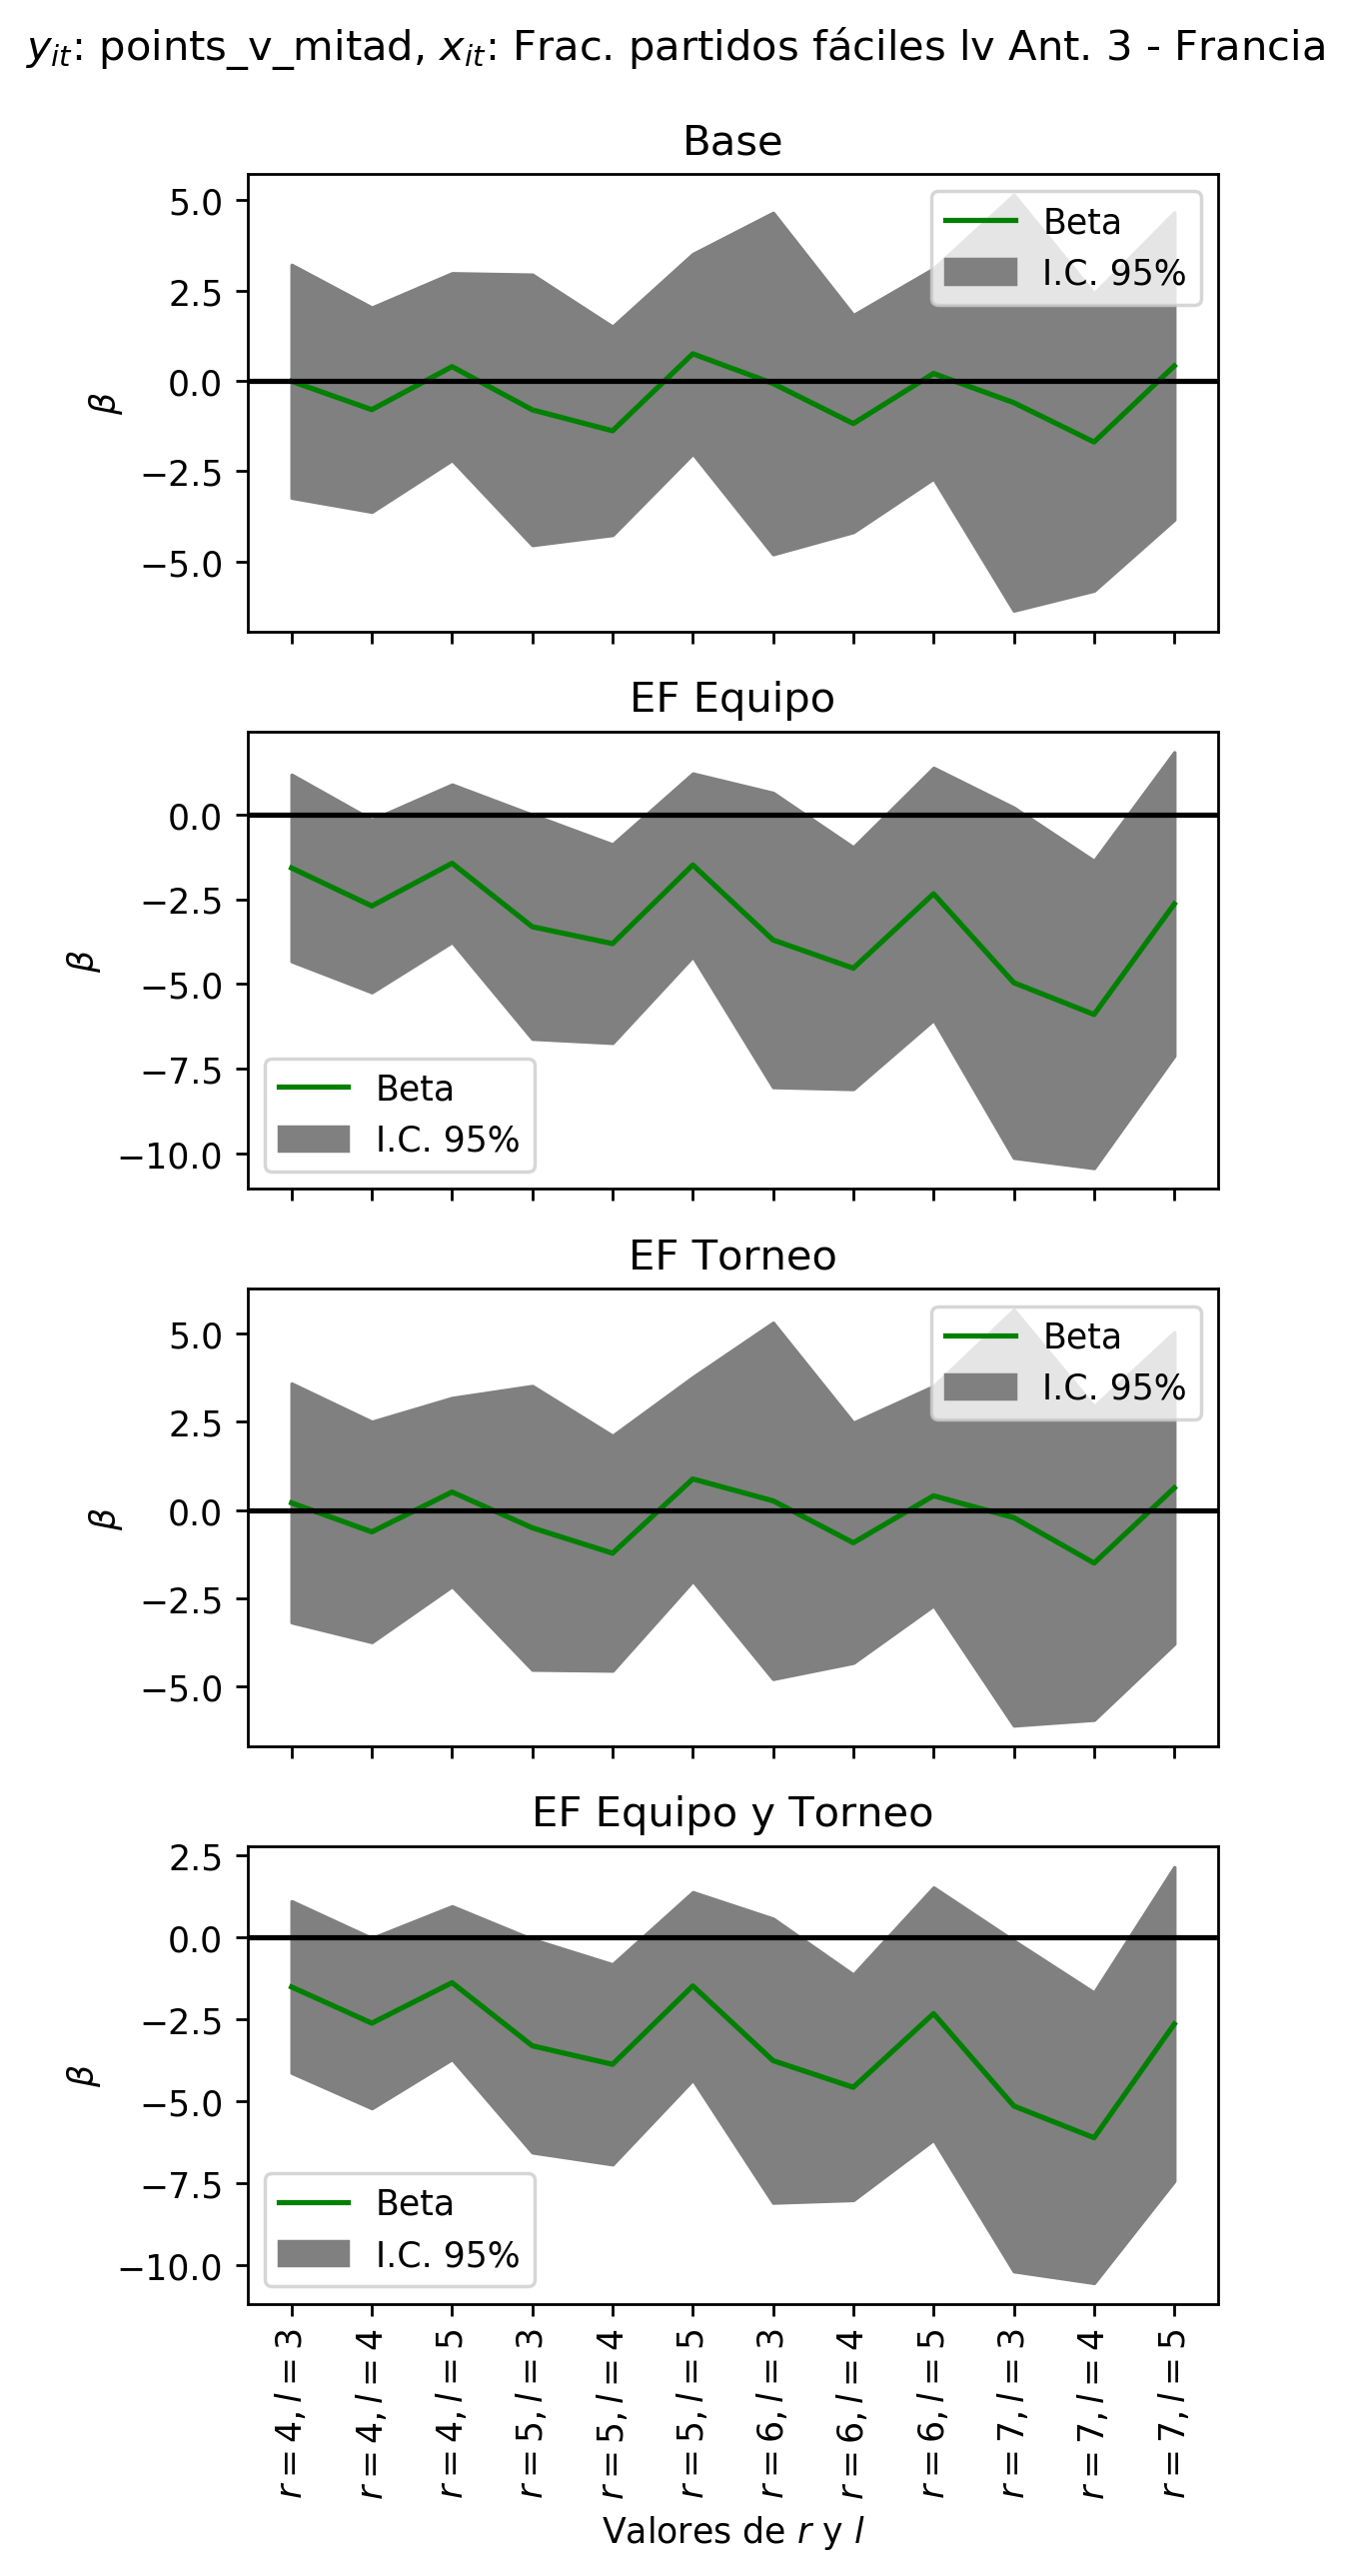 y_it: points_v_mitad, x_it: Frac. partidos fáciles lv Ant. 3 - Francia
Base
5.0
2.5
0.0
−2.5
−5.0
β
Beta
I.C. 95%
EF Equipo
0.0
−2.5
−5.0
−7.5
−10.0
β
Beta
I.C. 95%
EF Torneo
5.0
2.5
0.0
−2.5
−5.0
β
Beta
I.C. 95%
EF Equipo y Torneo
2.5
0.0
−2.5
−5.0
−7.5
−10.0
β
Beta
I.C. 95%
r = 4, l = 3
r = 4, l = 4
r = 4, l = 5
r = 5, l = 3
r = 5, l = 4
r = 5, l = 5
r = 6, l = 3
r = 6, l = 4
r = 6, l = 5
r = 7, l = 3
r = 7, l = 4
r = 7, l = 5
Valores de r y l